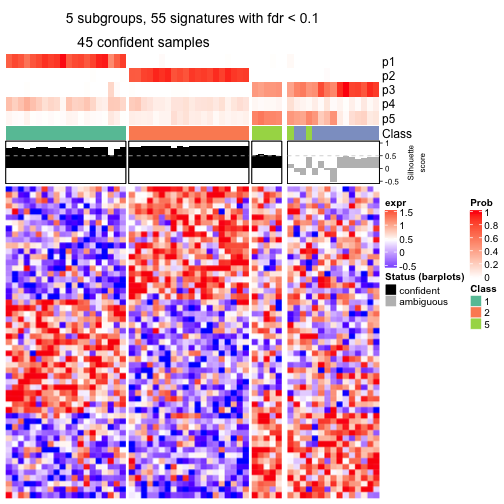 5 subgroups, 55 signatures with fdr < 0.1
45 confident samples
p1
p2
p3
p4
p5
Class
1
0.5
0
-0.5
Silhouette
score
expr
1.5
1
0.5
0
-0.5
Status (barplots)
confident
ambiguous
Prob
1
0.8
0.6
0.4
0.2
0
Class
1
2
5